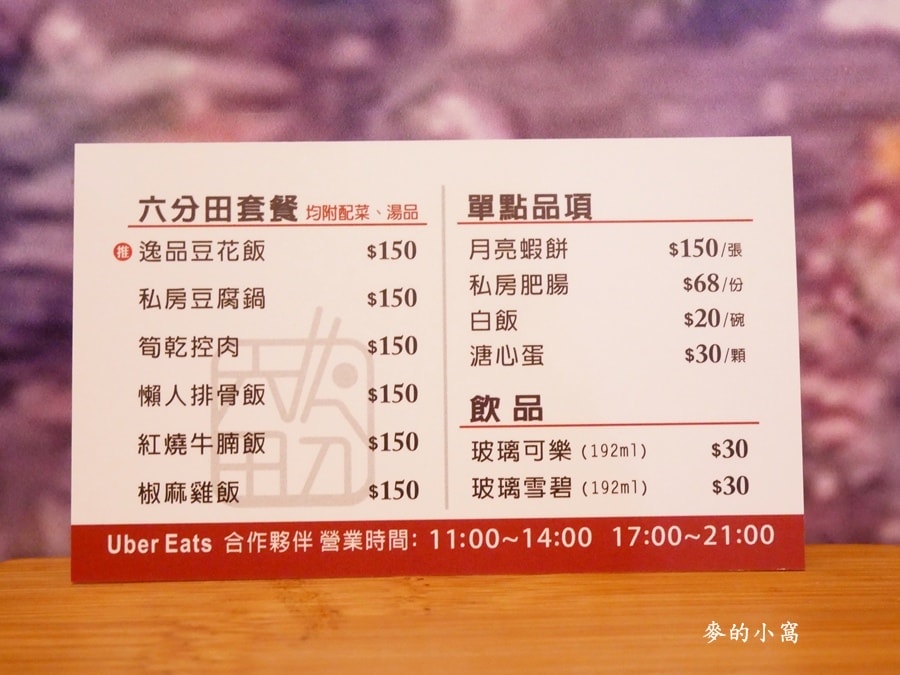 六分田套餐 均附配菜、湯品
推 逸品豆花飯 $150
私房豆腐鍋 $150
筍乾控肉 $150
懶人排骨飯 $150
紅燒牛腩飯 $150
椒麻雞飯 $150
單點品項
月亮蝦餅 $150/張
私房肥腸 $68/份
白飯 $20/碗
溏心蛋 $30/顆
飲品
玻璃可樂 (192ml) $30
玻璃雪碧 (192ml) $30
Uber Eats 合作夥伴 營業時間: 11:00~14:00 17:00~21:00
麥的小窩